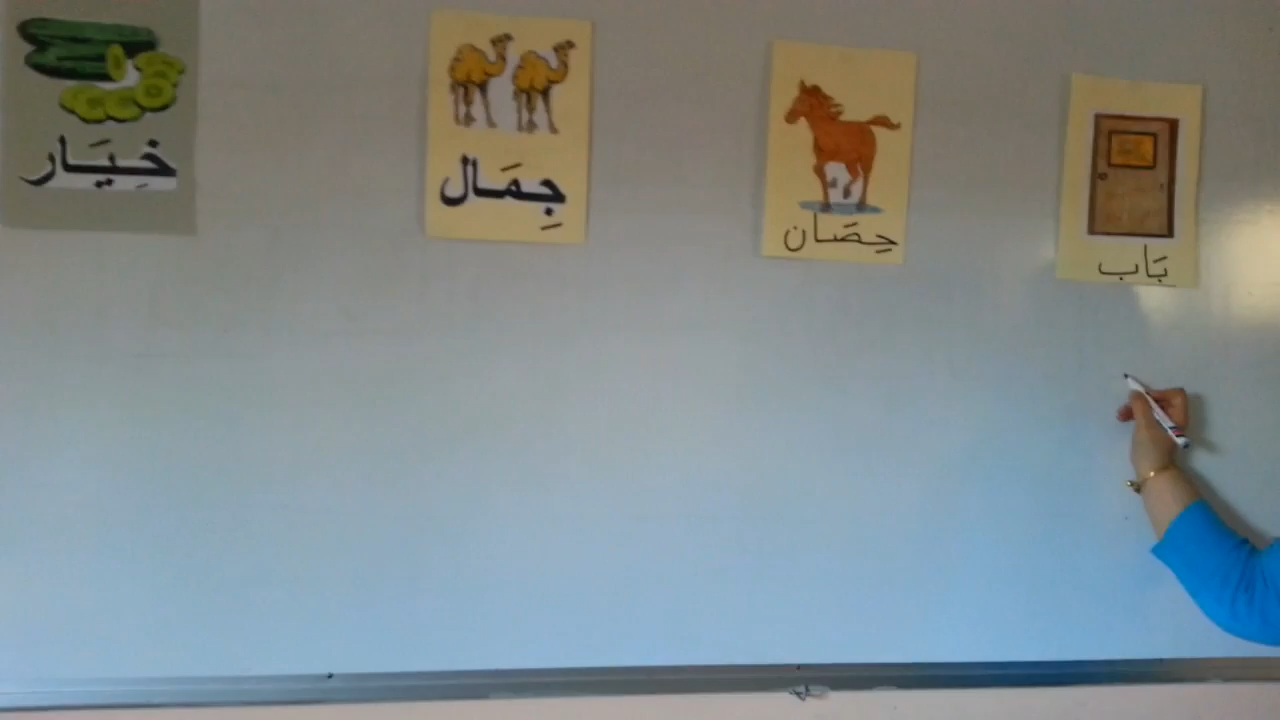 بَاب
حِصَان
جِمَال
خِيَار